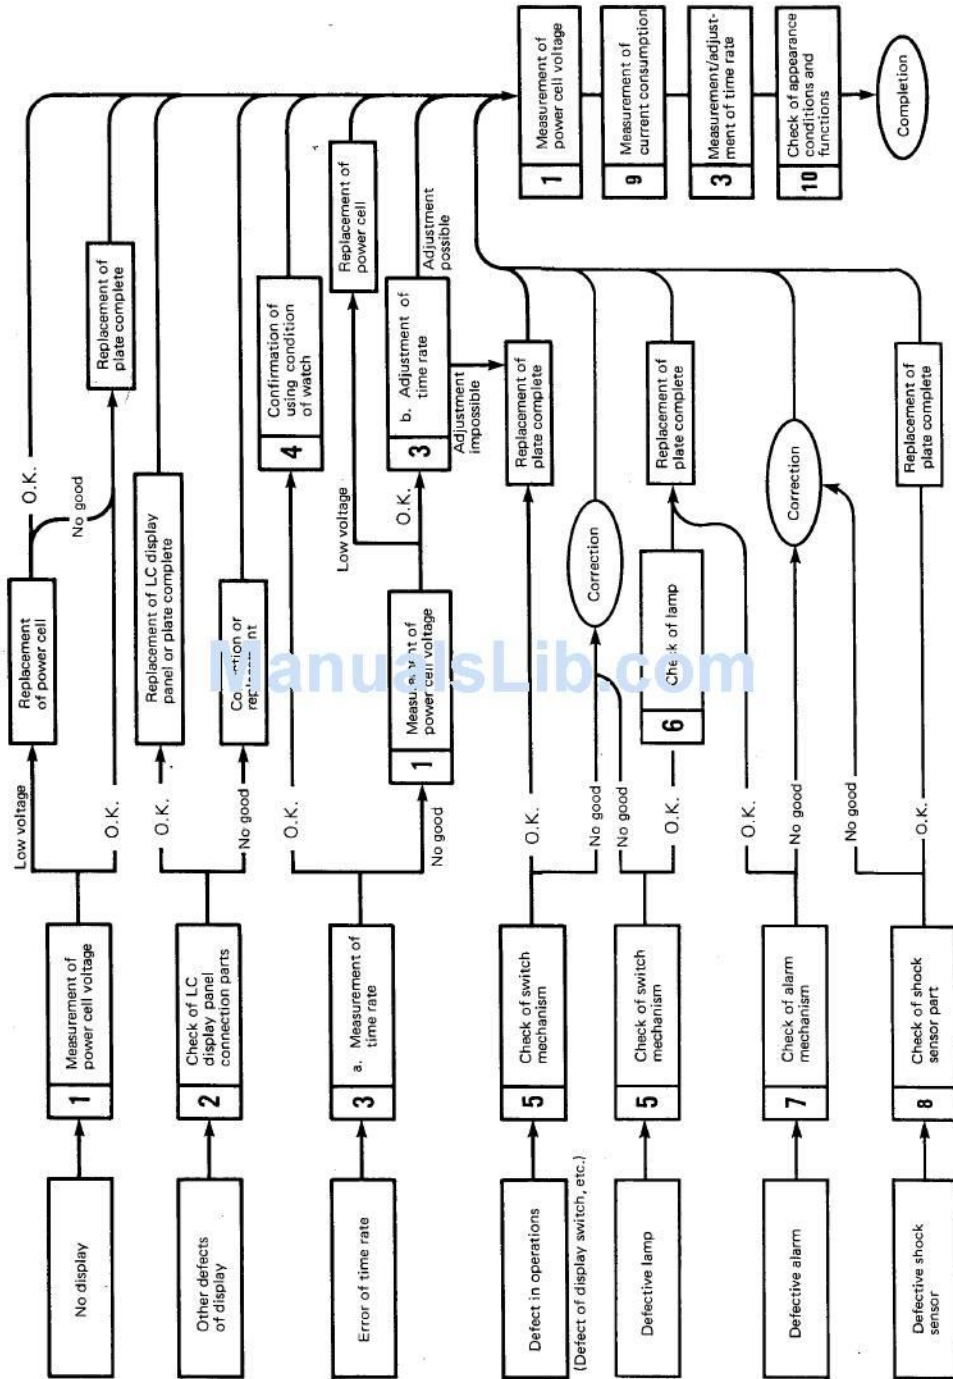 No display
1
Measurement of
power cell voltage
Low voltage
O.K.
Replacement
of power cell
O.K.
No good
Replacement of
plate complete
Other defects
of display
2
Check of LC
display panel
connection parts
O.K.
No good
Replacement of LC display
panel or plate complete
Correction or
replacement
Error of time rate
3
a. Measurement of
time rate
O.K.
No good
4
Confirmation of
using condition
of watch
1
Measurement of
power cell voltage
Low voltage
O.K.
Replacement of
power cell
3
b. Adjustment of
time rate
Adjustment
possible
Adjustment
impossible
Defect in operations
(Defect of display switch, etc.)
5
Check of switch
mechanism
O.K.
No good
Replacement of
plate complete
Correction
Defective lamp
5
Check of switch
mechanism
No good
O.K.
6
Check of lamp
Replacement of
plate complete
Defective alarm
7
Check of alarm
mechanism
O.K.
No good
Correction
Defective shock
sensor
8
Check of shock
sensor part
No good
O.K.
Replacement of
plate complete
1
Measurement of
power cell voltage
9
Measurement of
current consumption
3
Measurement/adjust-
ment of time rate
10
Check of appearance
conditions and
functions
Completion
ManualsLib.com